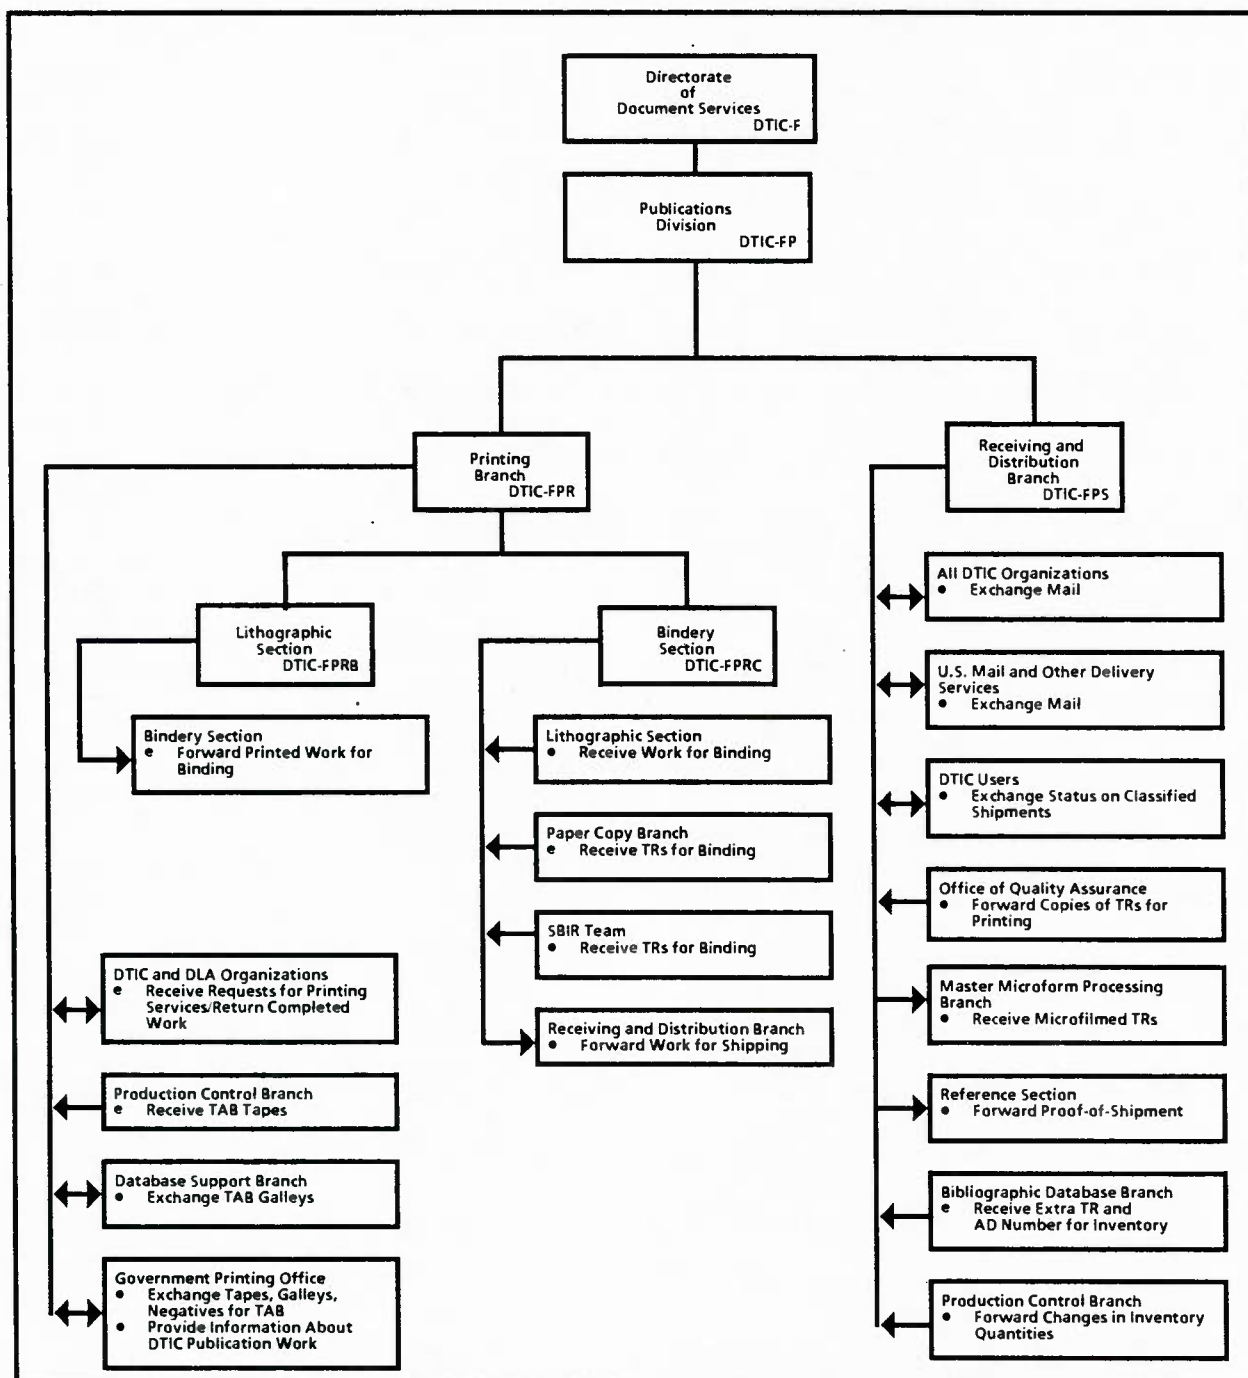 Directorate
of
Document Services
DTIC-F
Publications
Division
DTIC-FP
Printing
Branch
DTIC-FPR
Receiving and
Distribution
Branch
DTIC-FPS
Lithographic
Section
DTIC-FPRB
Bindery
Section
DTIC-FPRC
Bindery Section
e Forward Printed Work for
Binding
Lithographic Section
● Receive Work for Binding
Paper Copy Branch
e Receive TRs for Binding
SBIR Team
● Receive TRs for Binding
Receiving and Distribution Branch
● Forward Work for Shipping
DTIC and DLA Organizations
e Receive Requests for Printing
Services/Return Completed
Work
Production Control Branch
e Receive TAB Tapes
Database Support Branch
● Exchange TAB Galleys
Government Printing Office
● Exchange Tapes, Galleys,
Negatives for TAB
● Provide Information About
DTIC Publication Work
All DTIC Organizations
● Exchange Mail
U.S. Mail and Other Delivery
Services
● Exchange Mail
DTIC Users
● Exchange Status on Classified
Shipments
Office of Quality Assurance
● Forward Copies of TRs for
Printing
Master Microform Processing
Branch
● Receive Microfilmed TRs
Reference Section
● Forward Proof-of-Shipment
Bibliographic Database Branch
e Receive Extra TR and
AD Number for Inventory
Production Control Branch
● Forward Changes in Inventory
Quantities